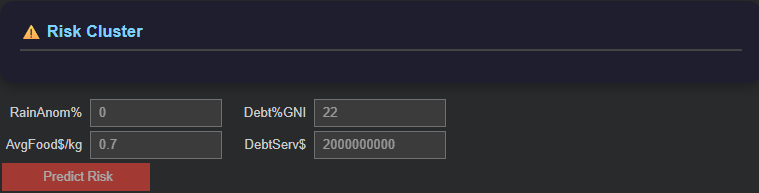 ⚠ Risk Cluster
RainAnom% 0 Debt%GNI 22
AvgFood$/kg 0.7 DebtServ$ 2000000000
Predict Risk